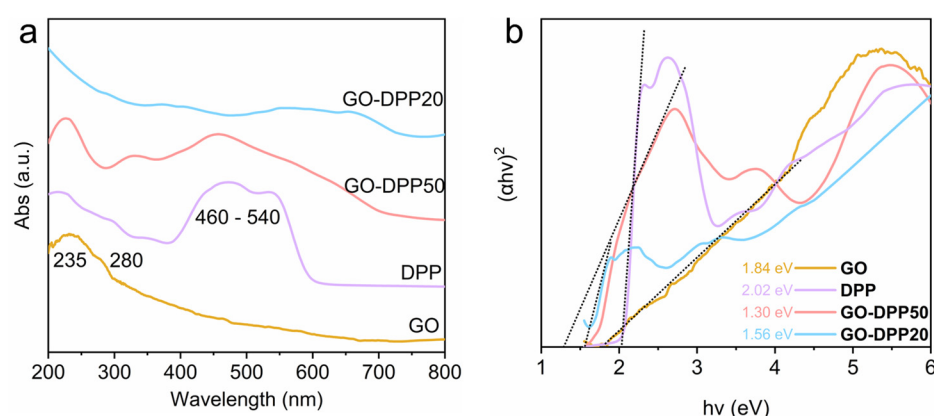 a
Abs (a.u.)
GO-DPP20
GO-DPP50
460 - 540
DPP
235
280
GO
200 300 400 500 600 700 800
Wavelength (nm)
b
(αhv)²
1.84 eV GO
2.02 eV DPP
1.30 eV GO-DPP50
1.56 eV GO-DPP20
1 2 3 4 5 6
hv (eV)